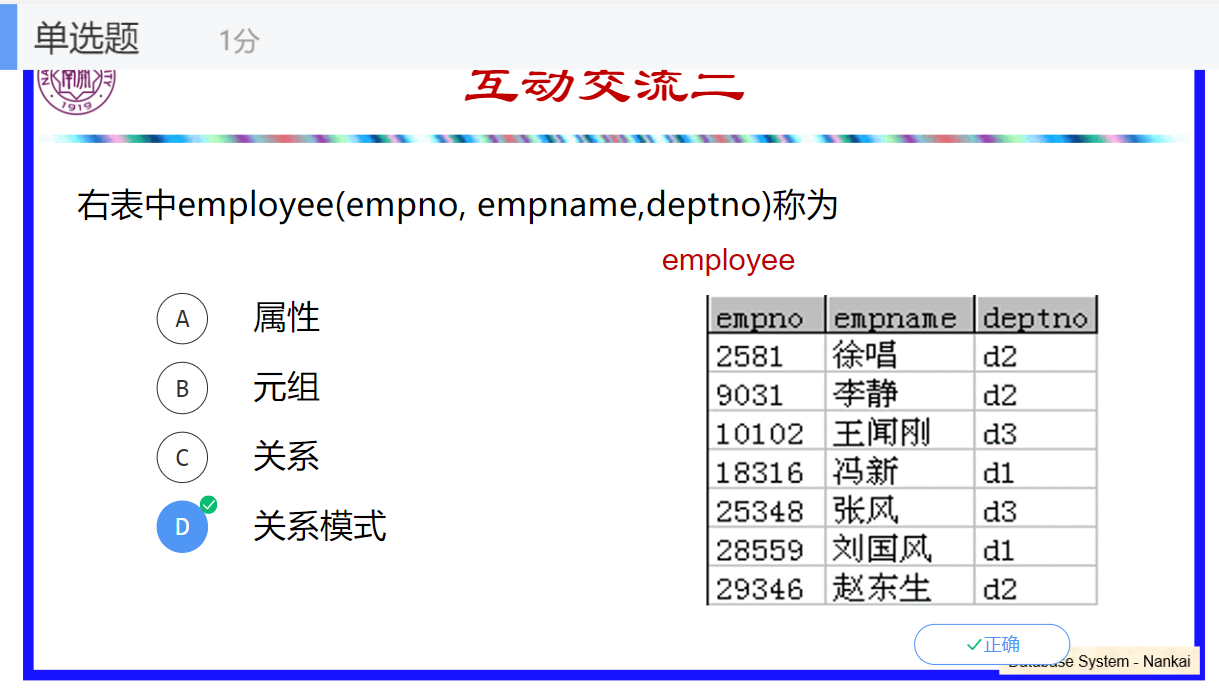 单选题 1分
互动交流二
1919
右表中employee(empno, empname,deptno)称为
employee
A 属性
B 元组
C 关系
D 关系模式
empno empname deptno
2581 徐唱 d2
9031 李静 d2
10102 王闻刚 d3
18316 冯新 d1
25348 张风 d3
28559 刘国风 d1
29346 赵东生 d2
正确
Database System - Nankai